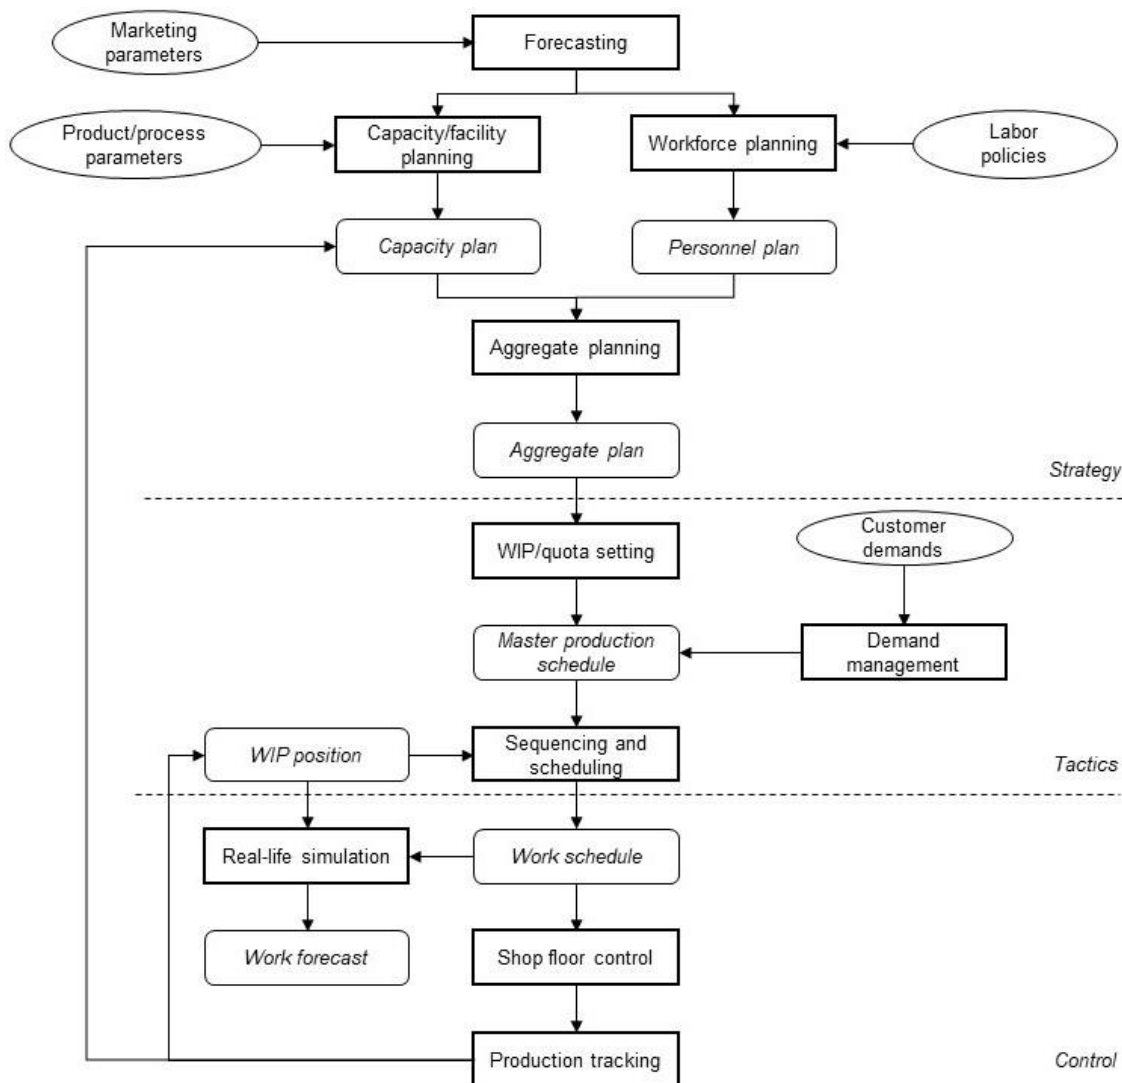 Marketing
parameters
Forecasting
Product/process
parameters
Capacity/facility
planning
Workforce planning
Labor
policies
Capacity plan
Personnel plan
Aggregate planning
Aggregate plan
Strategy
WIP/quota setting
Customer
demands
Master production
schedule
Demand
management
WIP position
Sequencing and
scheduling
Tactics
Real-life simulation
Work schedule
Work forecast
Shop floor control
Production tracking
Control